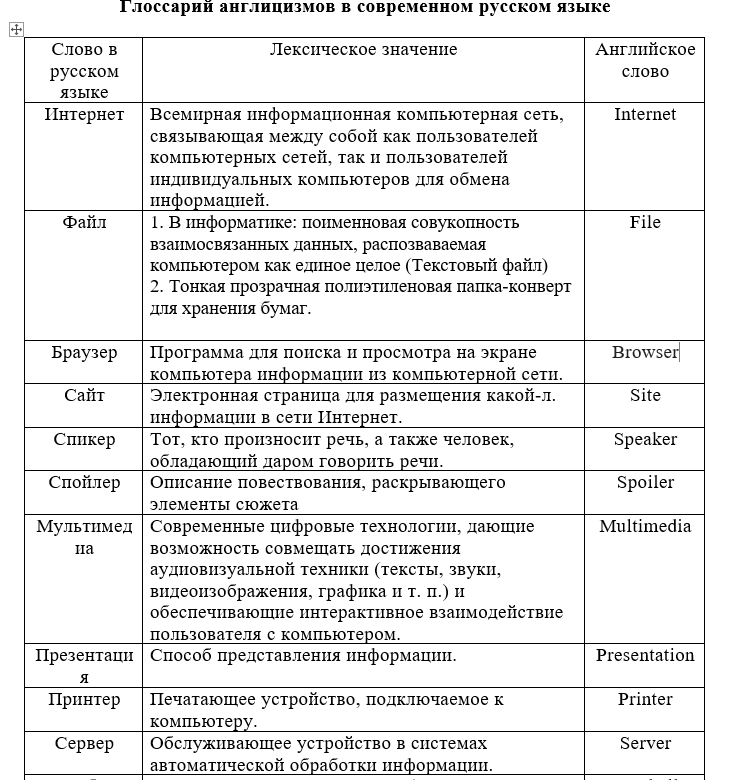 Глоссарий англицизмов в современном русском языке
Слово в русском языке
Лексическое значение
Английское слово
Интернет
Всемирная информационная компьютерная сеть,
связывающая между собой как пользователей
компьютерных сетей, так и пользователей
индивидуальных компьютеров для обмена
информацией.
Internet
Файл
1. В информатике: поименновая совукопность
взаимосвязанных данных, распозваваемая
компьютером как единое целое (Текстовый файл)
2. Тонкая прозрачная полиэтиленовая папка-конверт
для хранения бумаг.
File
Браузер
Программа для поиска и просмотра на экране
компьютера информации из компьютерной сети.
Browser
Сайт
Электронная страница для размещения какой-л.
информации в сети Интернет.
Site
Спикер
Тот, кто произносит речь, а также человек,
обладающий даром говорить речи.
Speaker
Спойлер
Описание повествования, раскрывающего
элементы сюжета
Spoiler
Мультимед
иа
Современные цифровые технологии, дающие
возможность совмещать достижения
аудиовизуальной техники (тексты, звуки,
видеоизображения, графика и т. п.) и
обеспечивающие интерактивное взаимодействие
пользователя с компьютером.
Multimedia
Презентаци
я
Способ представления информации.
Presentation
Принтер
Печатающее устройство, подключаемое к
компьютеру.
Printer
Сервер
Обслуживающее устройство в системах
автоматической обработки информации.
Server